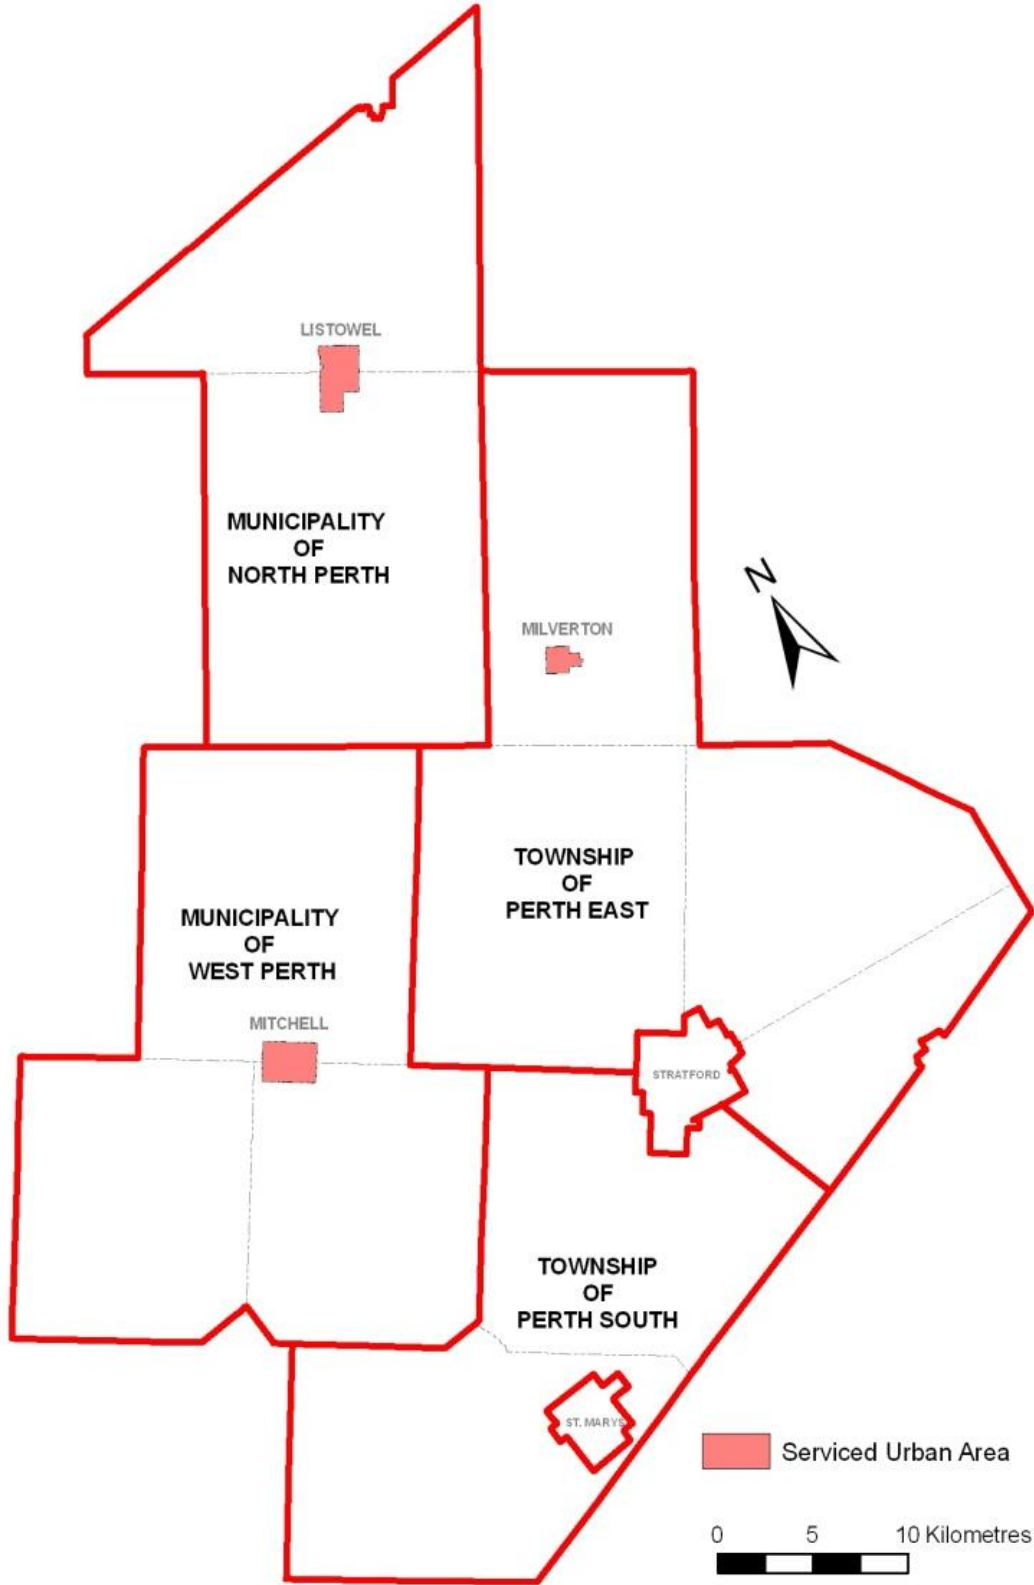 LISTOWEL
MUNICIPALITY
OF
NORTH PERTH
N
MILVERTON
TOWNSHIP
OF
PERTH EAST
MUNICIPALITY
OF
WEST PERTH
MITCHELL
STRATFORD
TOWNSHIP
OF
PERTH SOUTH
ST. MARYS
Serviced Urban Area
0 5 10 Kilometres